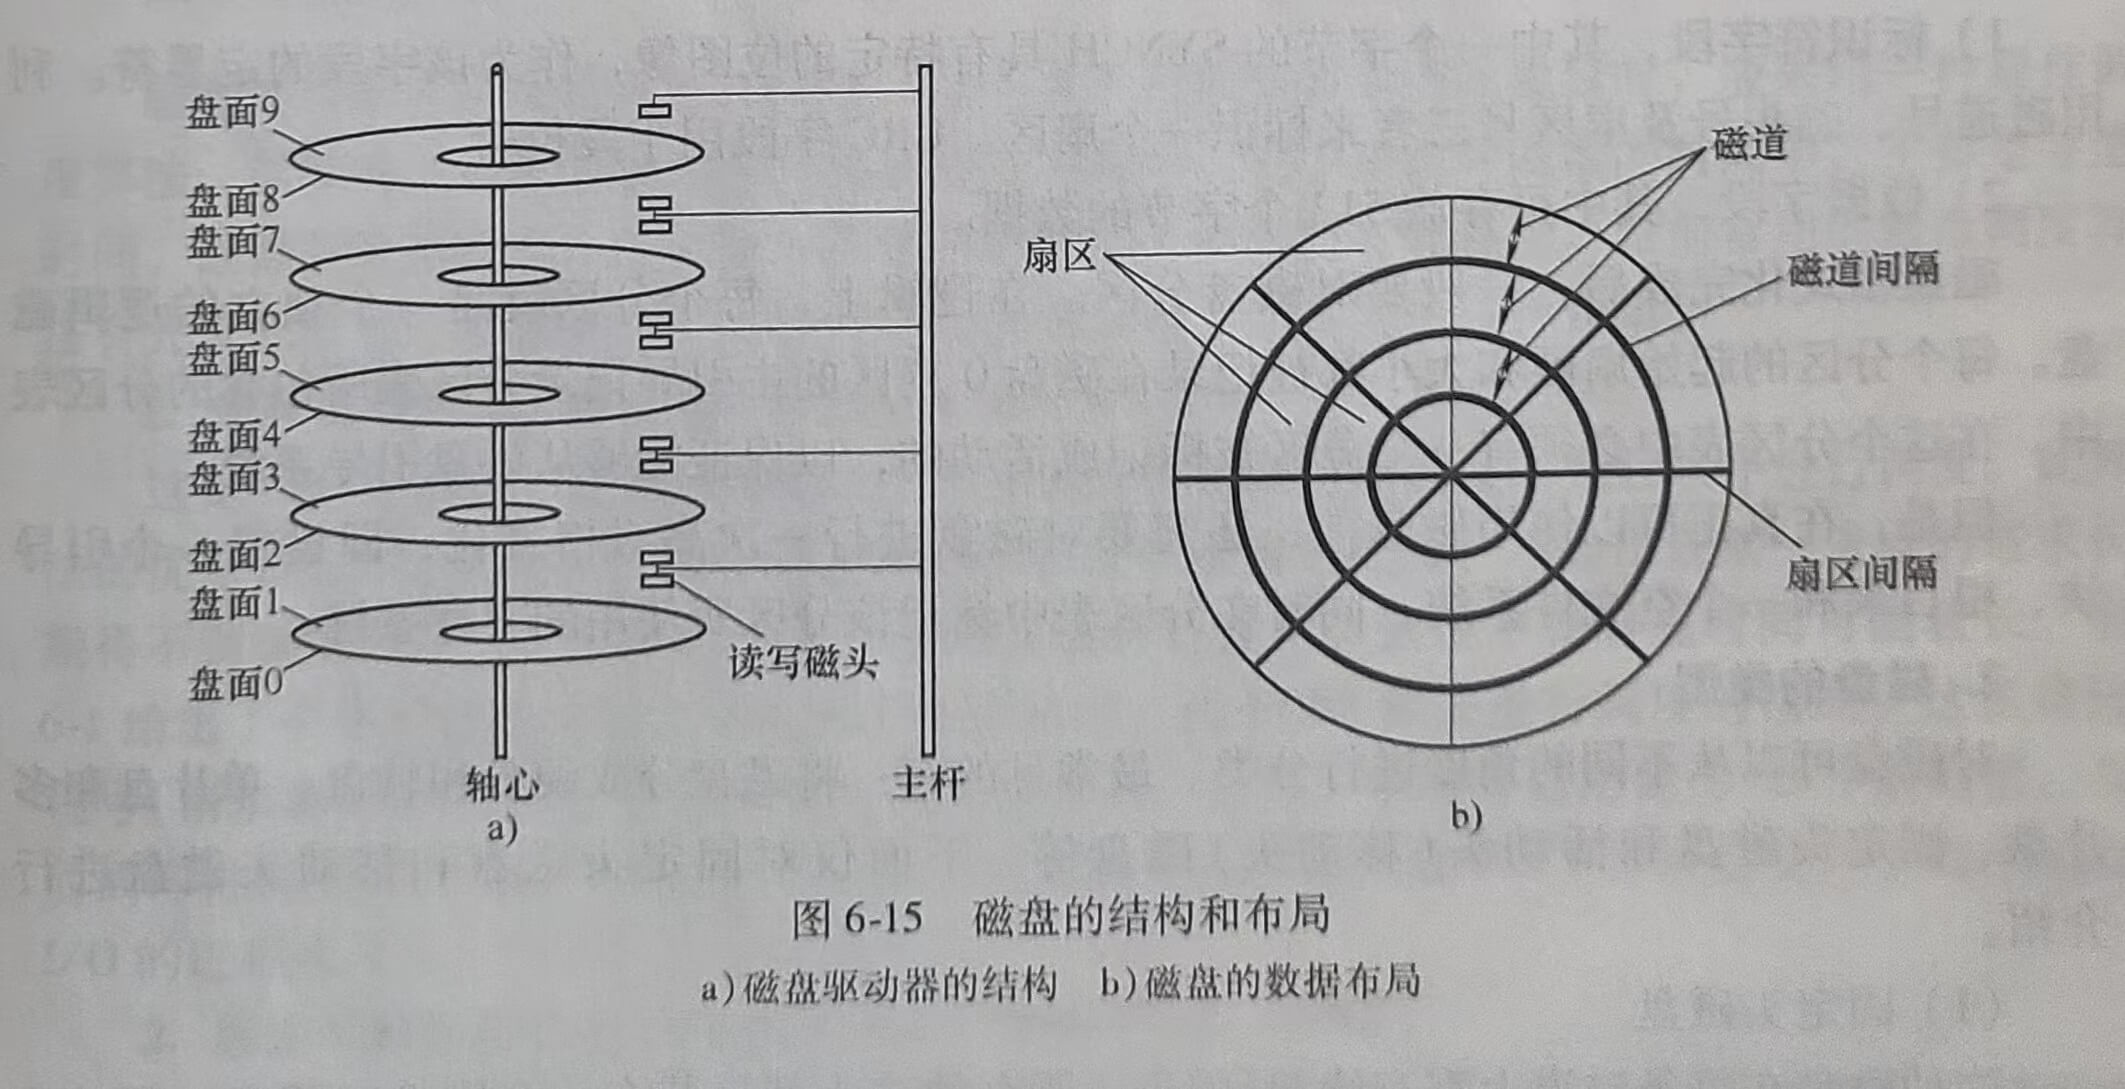 盘面9
盘面8
盘面7
盘面6
盘面5
盘面4
盘面3
盘面2
盘面1
盘面0
读写磁头
轴心
主杆
a)
磁道
扇区
磁道间隔
扇区间隔
b)
图 6-15 磁盘的结构和布局
a)磁盘驱动器的结构 b)磁盘的数据布局